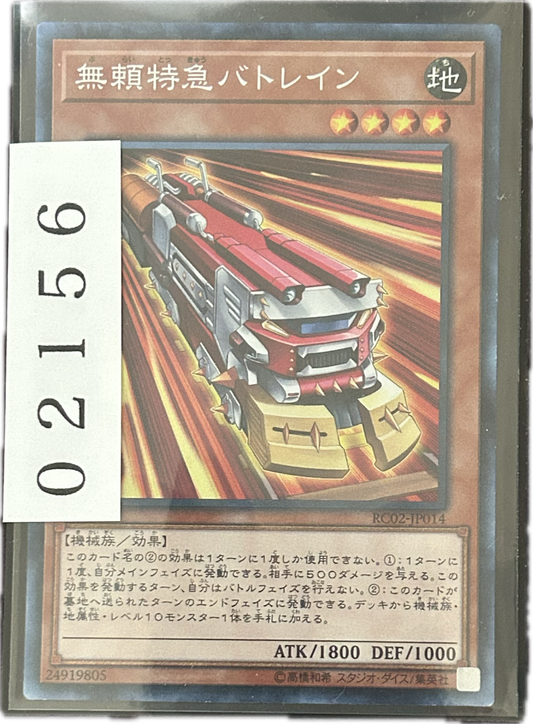 無頼特急バトレイン
地
02156
RC02-JP014
【機械族/効果】
このカード名の②の効果は1ターンに1度しか使用できない。①:1ターンに
1度、自分メインフェイズに発動できる。相手に500ダメージを与える。この
効果を発動するターン、自分はバトルフェイズを行えない。②:このカードが
墓地へ送られたターンのエンドフェイズに発動できる。デッキから機械族・
地属性・レベル10モンスター1体を手札に加える。
ATK/1800 DEF/1000
24919805
©高橋和希 スタジオ・ダイス/集英社